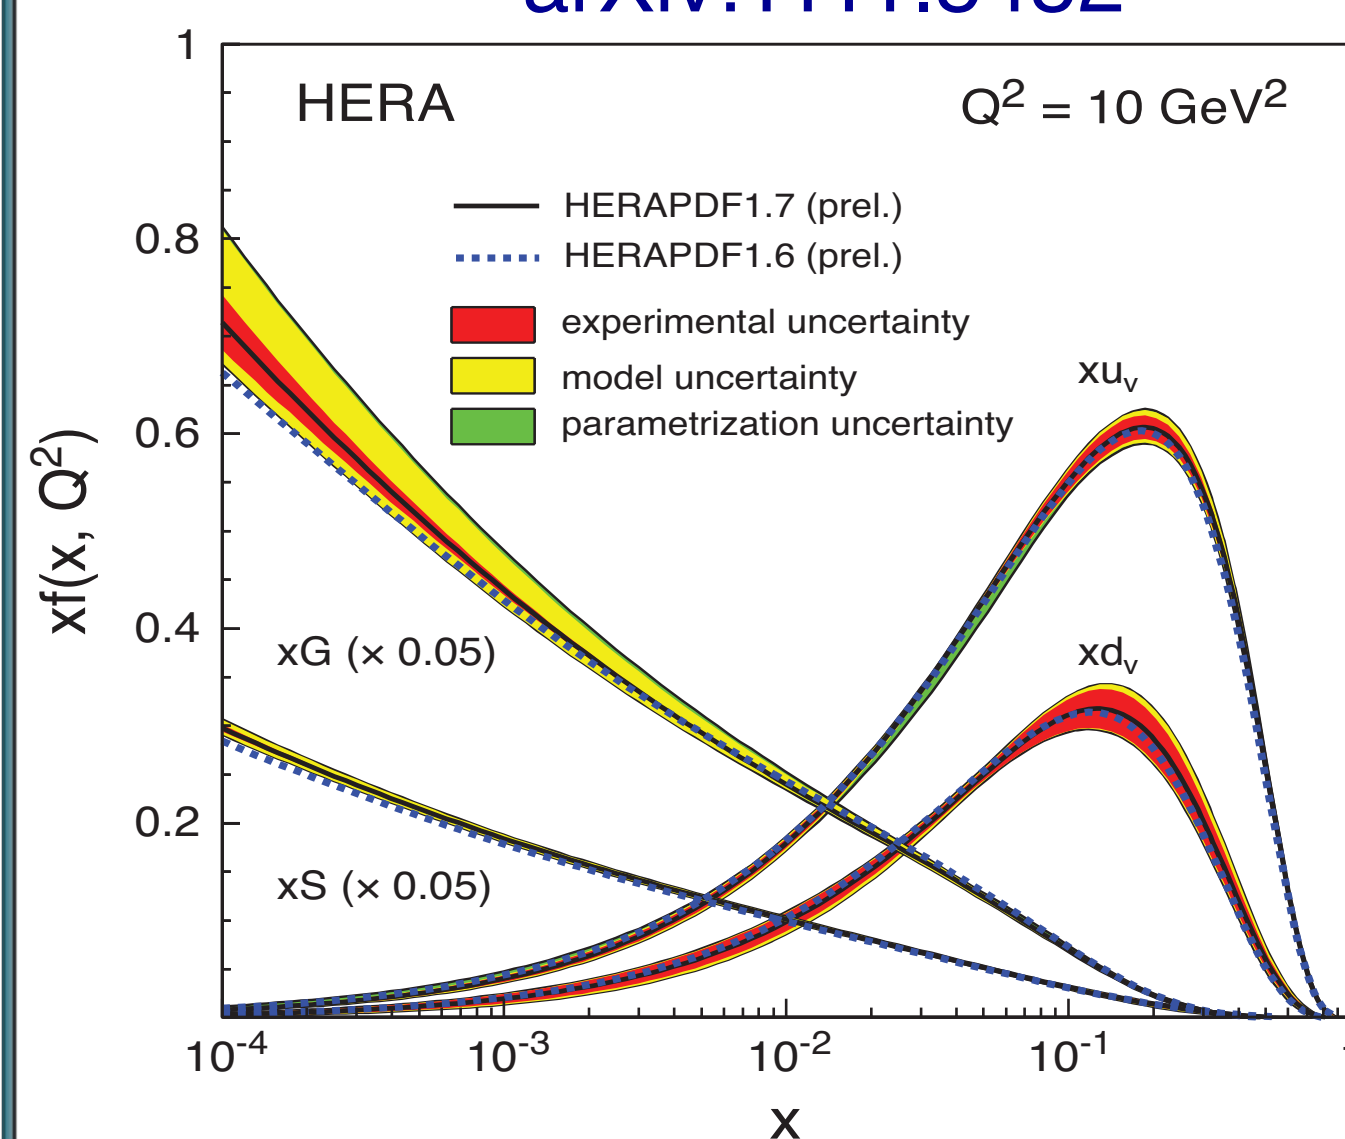 1
HERA
Q² = 10 GeV²
HERAPDF1.7 (prel.)
HERAPDF1.6 (prel.)
experimental uncertainty
model uncertainty
parametrization uncertainty
0.8
0.6
0.4
0.2
xf(x, Q²)
xuᵥ
xdᵥ
xG (× 0.05)
xS (× 0.05)
10⁻⁴ 10⁻³ 10⁻² 10⁻¹
x